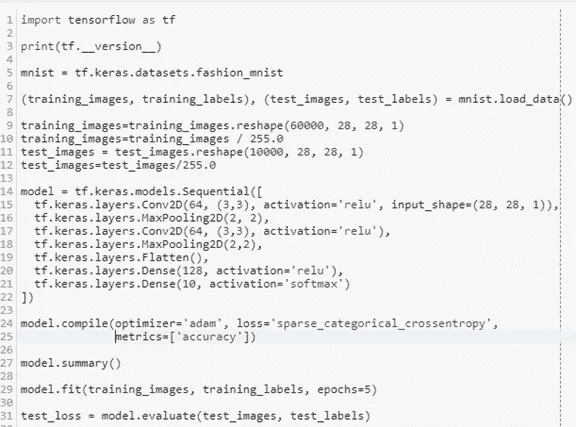 1 import tensorflow as tf
2
3 print(tf.__version__)
4
5 mnist = tf.keras.datasets.fashion_mnist
6
7 (training_images, training_labels), (test_images, test_labels) = mnist.load_data()
8
9 training_images=training_images.reshape(60000, 28, 28, 1)
10 training_images=training_images / 255.0
11 test_images = test_images.reshape(10000, 28, 28, 1)
12 test_images=test_images/255.0
13
14 model = tf.keras.models.Sequential([
15   tf.keras.layers.Conv2D(64, (3,3), activation='relu', input_shape=(28, 28, 1)),
16   tf.keras.layers.MaxPooling2D(2, 2),
17   tf.keras.layers.Conv2D(64, (3,3), activation='relu'),
18   tf.keras.layers.MaxPooling2D(2,2),
19   tf.keras.layers.Flatten(),
20   tf.keras.layers.Dense(128, activation='relu'),
21   tf.keras.layers.Dense(10, activation='softmax')
22 ])
23
24 model.compile(optimizer='adam', loss='sparse_categorical_crossentropy',
25               metrics=['accuracy'])
26
27 model.summary()
28
29 model.fit(training_images, training_labels, epochs=5)
30
31 test_loss = model.evaluate(test_images, test_labels)